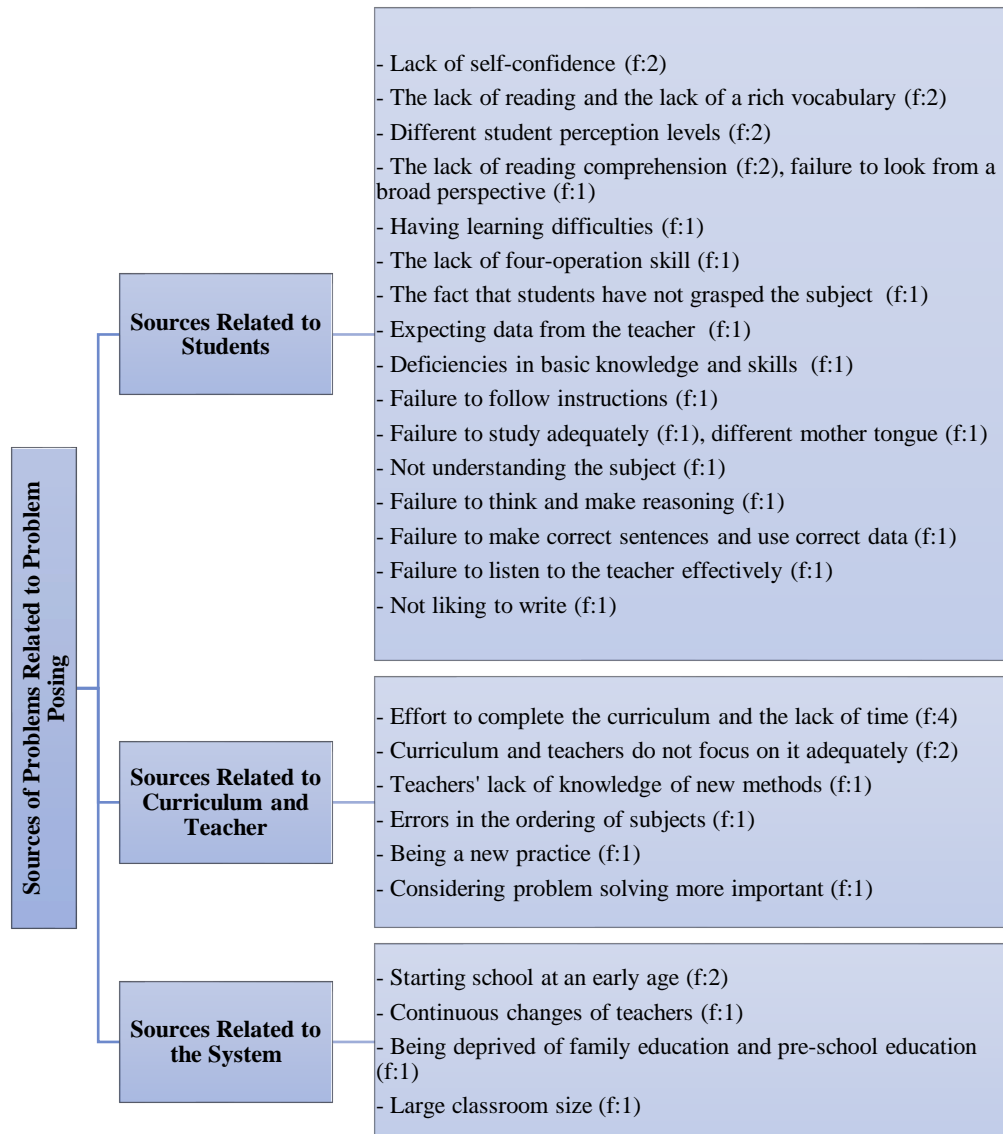 Sources of Problems Related to Problem
Posing
Sources Related to
Students
- Lack of self-confidence (f:2)
- The lack of reading and the lack of a rich vocabulary (f:2)
- Different student perception levels (f:2)
- The lack of reading comprehension (f:2), failure to look from a
broad perspective (f:1)
- Having learning difficulties (f:1)
- The lack of four-operation skill (f:1)
- The fact that students have not grasped the subject (f:1)
- Expecting data from the teacher (f:1)
- Deficiencies in basic knowledge and skills (f:1)
- Failure to follow instructions (f:1)
- Failure to study adequately (f:1), different mother tongue (f:1)
- Not understanding the subject (f:1)
- Failure to think and make reasoning (f:1)
- Failure to make correct sentences and use correct data (f:1)
- Failure to listen to the teacher effectively (f:1)
- Not liking to write (f:1)
Sources Related to
Curriculum and
Teacher
- Effort to complete the curriculum and the lack of time (f:4)
- Curriculum and teachers do not focus on it adequately (f:2)
- Teachers' lack of knowledge of new methods (f:1)
- Errors in the ordering of subjects (f:1)
- Being a new practice (f:1)
- Considering problem solving more important (f:1)
Sources Related to
the System
- Starting school at an early age (f:2)
- Continuous changes of teachers (f:1)
- Being deprived of family education and pre-school education
(f:1)
- Large classroom size (f:1)